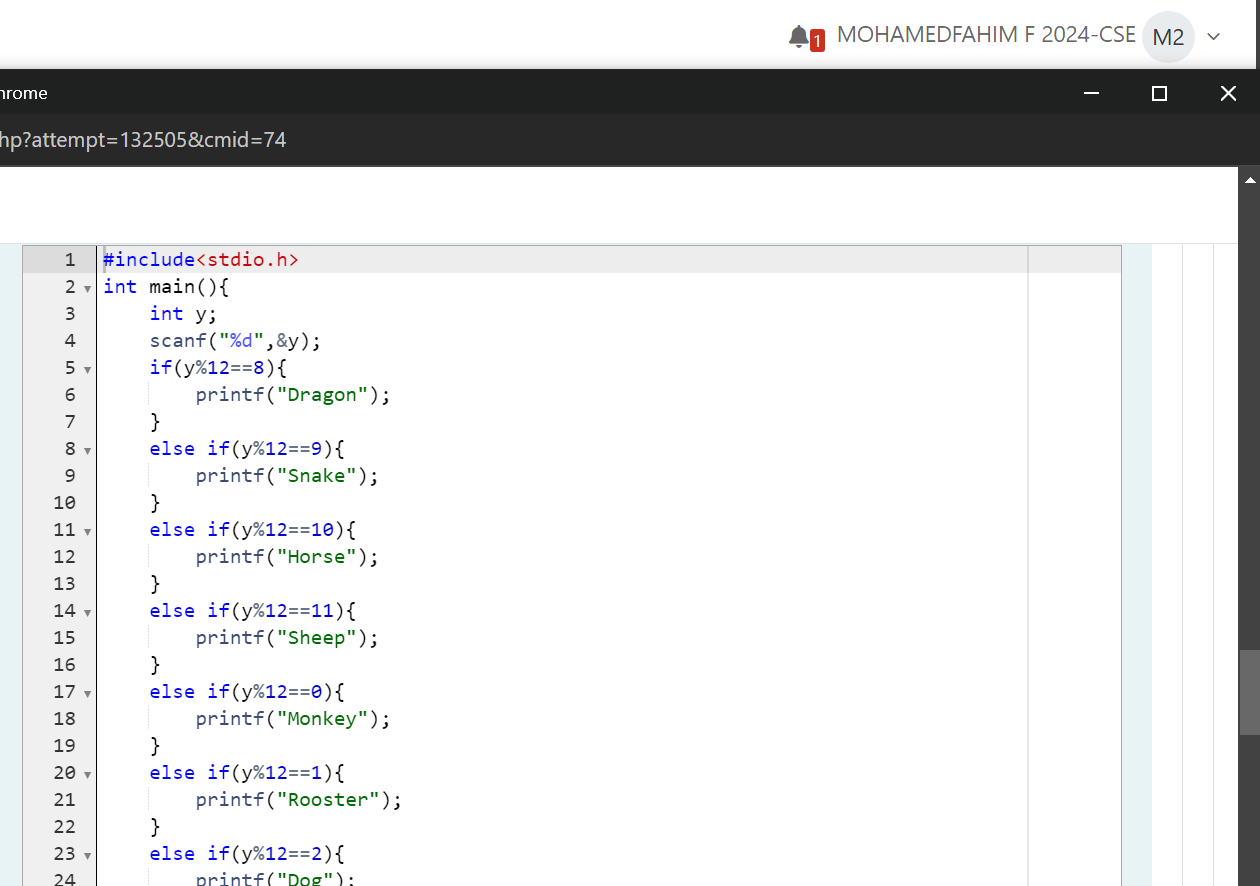 1 MOHAMEDFAHIM F 2024-CSE M2
hrome
hp?attempt=132505&cmid=74
1 #include<stdio.h>
2 int main(){
3     int y;
4     scanf("%d",&y);
5     if(y%12==8){
6         printf("Dragon");
7     }
8     else if(y%12==9){
9         printf("Snake");
10     }
11     else if(y%12==10){
12         printf("Horse");
13     }
14     else if(y%12==11){
15         printf("Sheep");
16     }
17     else if(y%12==0){
18         printf("Monkey");
19     }
20     else if(y%12==1){
21         printf("Rooster");
22     }
23     else if(y%12==2){
24         printf("Dog");